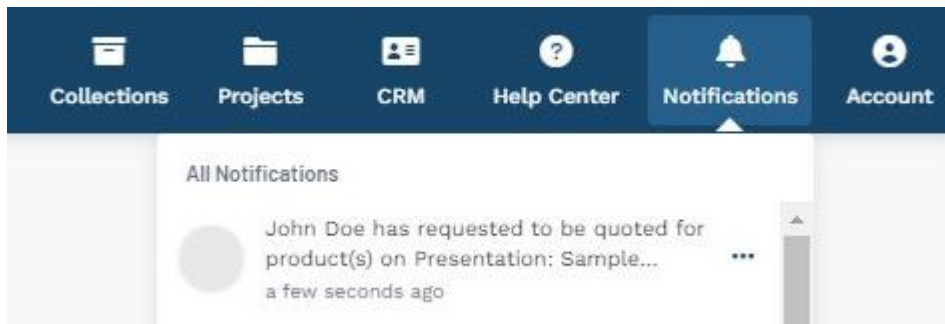 Collections Projects CRM Help Center Notifications Account
All Notifications
John Doe has requested to be quoted for
product(s) on Presentation: Sample...
a few seconds ago